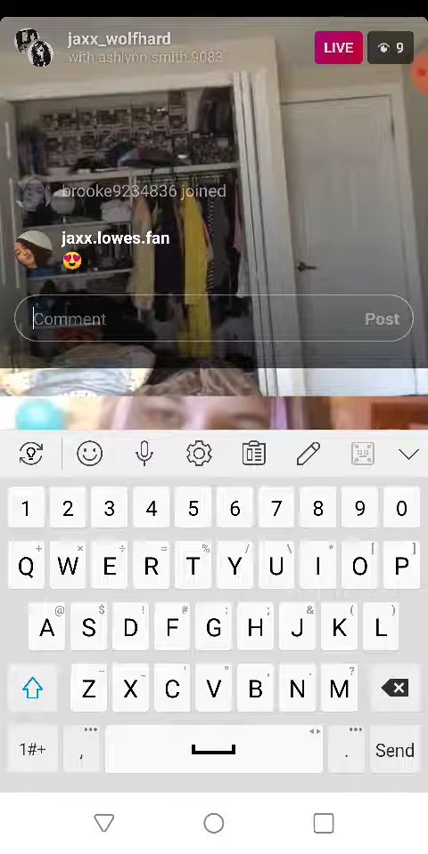 jaxx_wolfhard
with ashlynn smith.9083
LIVE
9
brooke9234836 joined
jaxx.lowes.fan
😍
Comment
Post
1 2 3 4 5 6 7 8 9 0
+ × ÷ = % / \ * [ ]
Q W E R T Y U I O P
@ $ ! # : ; & ( )
A S D F G H J K L
- _ ' " , . ?
Z X C V B N M
1#+ , . Send